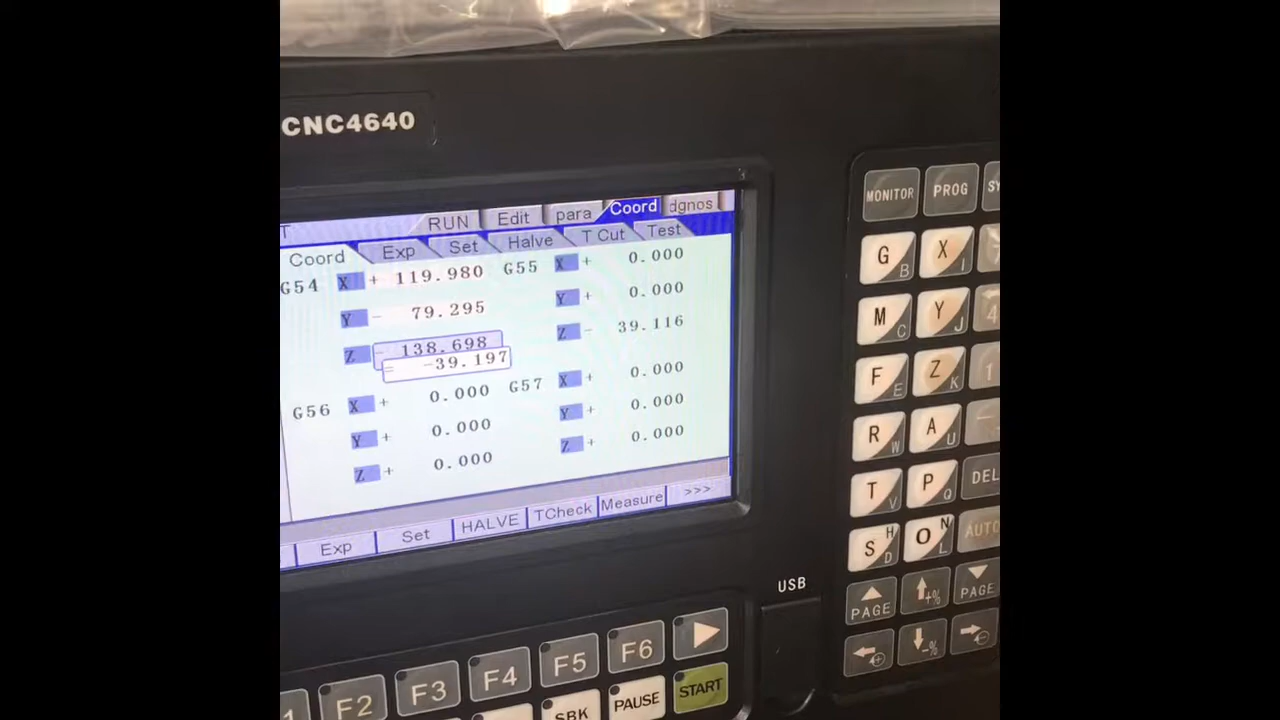 CNC4640
T RUN Edit para Coord dgnos
Coord Exp Set Halve T Cut Test
G54 X + 119.980 G55 X + 0.000
Y - 79.295 Y + 0.000
Z - 138.698 Z - 39.116
= -39.197
G56 X + 0.000 G57 X + 0.000
Y + 0.000 Y + 0.000
Z + 0.000 Z + 0.000
Exp Set HALVE TCheck Measure >>>
MONITOR PROG SY
G B X I 7
M C Y J 4
F E Z K 1
R W A U -
T V P Q DEL
S H D O N L AUTO
PAGE +% PAGE
-%
USB
1 F2 F3 F4 F5 F6
SBK PAUSE START